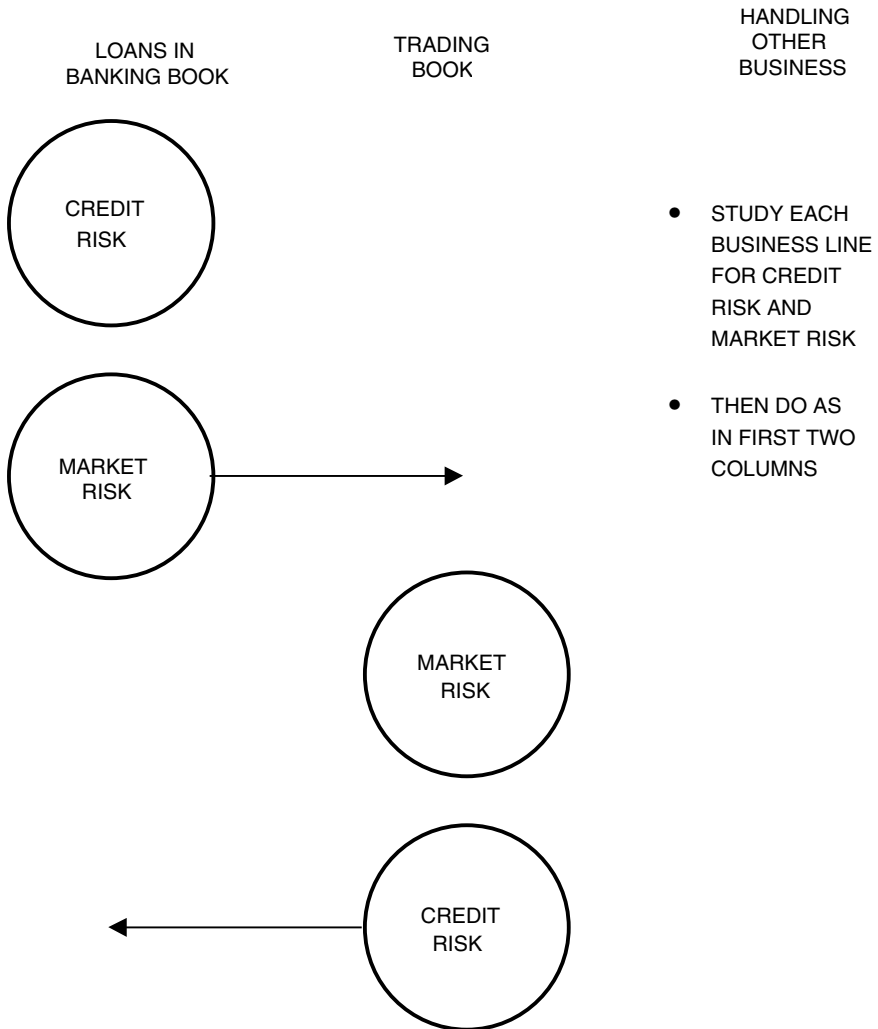 LOANS IN
BANKING BOOK
TRADING
BOOK
HANDLING
OTHER
BUSINESS
CREDIT
RISK
MARKET
RISK
MARKET
RISK
CREDIT
RISK
• STUDY EACH
BUSINESS LINE
FOR CREDIT
RISK AND
MARKET RISK
• THEN DO AS
IN FIRST TWO
COLUMNS